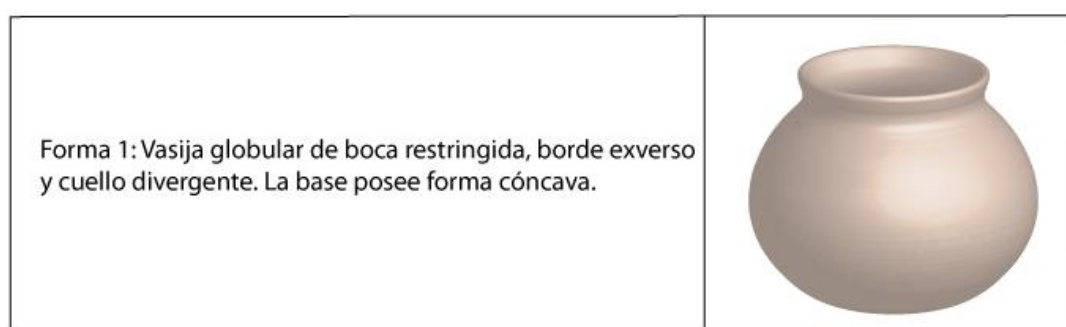 Forma 1: Vasija globular de boca restringida, borde exverso
y cuello divergente. La base posee forma cóncava.